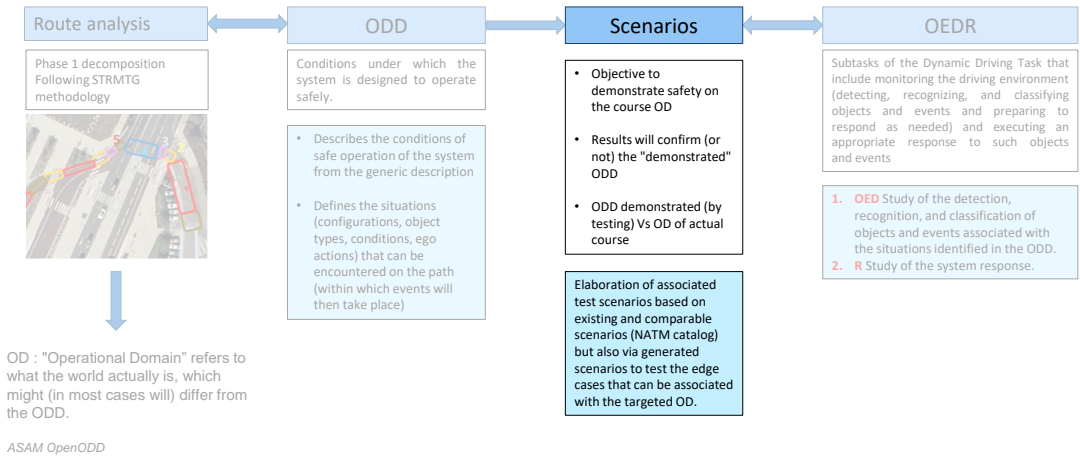 Route analysis
Phase 1 decomposition
Following STRMTG
methodology
5
OD : "Operational Domain" refers to
what the world actually is, which
might (in most cases will) differ from
the ODD.
ASAM OpenODD
ODD
Conditions under which the
system is designed to operate
safely.
• Describes the conditions of
safe operation of the system
from the generic description
• Defines the situations
(configurations, object
types, conditions, ego
actions) that can be
encountered on the path
(within which events will
then take place)
Scenarios
• Objective to
demonstrate safety on
the course OD
• Results will confirm (or
not) the "demonstrated"
ODD
• ODD demonstrated (by
testing) Vs OD of actual
course
Elaboration of associated
test scenarios based on
existing and comparable
scenarios (NATM catalog)
but also via generated
scenarios to test the edge
cases that can be associated
with the targeted OD.
OEDR
Subtasks of the Dynamic Driving Task that
include monitoring the driving environment
(detecting, recognizing, and classifying
objects and events and preparing to
respond as needed) and executing an
appropriate response to such objects
and events
1. OED Study of the detection,
recognition, and classification of
objects and events associated with
the situations identified in the ODD.
2. R Study of the system response.